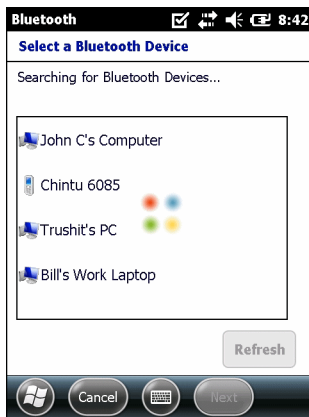 Bluetooth 8:42
Select a Bluetooth Device
Searching for Bluetooth Devices...
John C's Computer
Chintu 6085
Trushit's PC
Bill's Work Laptop
Refresh
Cancel Next